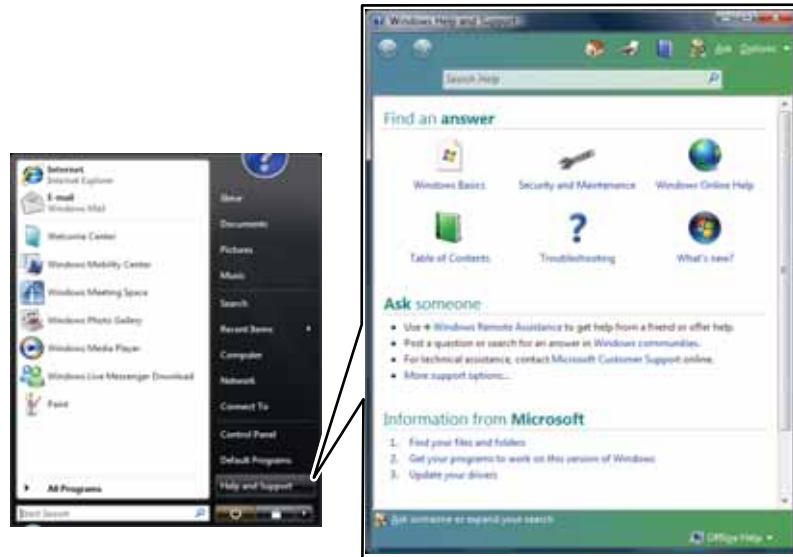 Internet
Internet Explorer
E-mail
Windows Mail
Welcome Center
Windows Mobility Center
Windows Meeting Space
Windows Photo Gallery
Windows Media Player
Windows Live Messenger Download
Paint
All Programs
Start Search
Documents
Pictures
Music
Search
Recent Items
Computer
Network
Connect To
Control Panel
Default Programs
Help and Support
Windows Help and Support
Ask Options
Search Help
Find an answer
Windows Basics Security and Maintenance Windows Online Help
Table of Contents Troubleshooting What's new?
Ask someone
Use Windows Remote Assistance to get help from a friend or offer help.
Post a question or search for an answer in Windows communities.
For technical assistance, contact Microsoft Customer Support online.
More support options...
Information from Microsoft
1. Find your files and folders
2. Get your programs to work on this version of Windows
3. Update your drivers
Ask someone or expand your search
Office Help